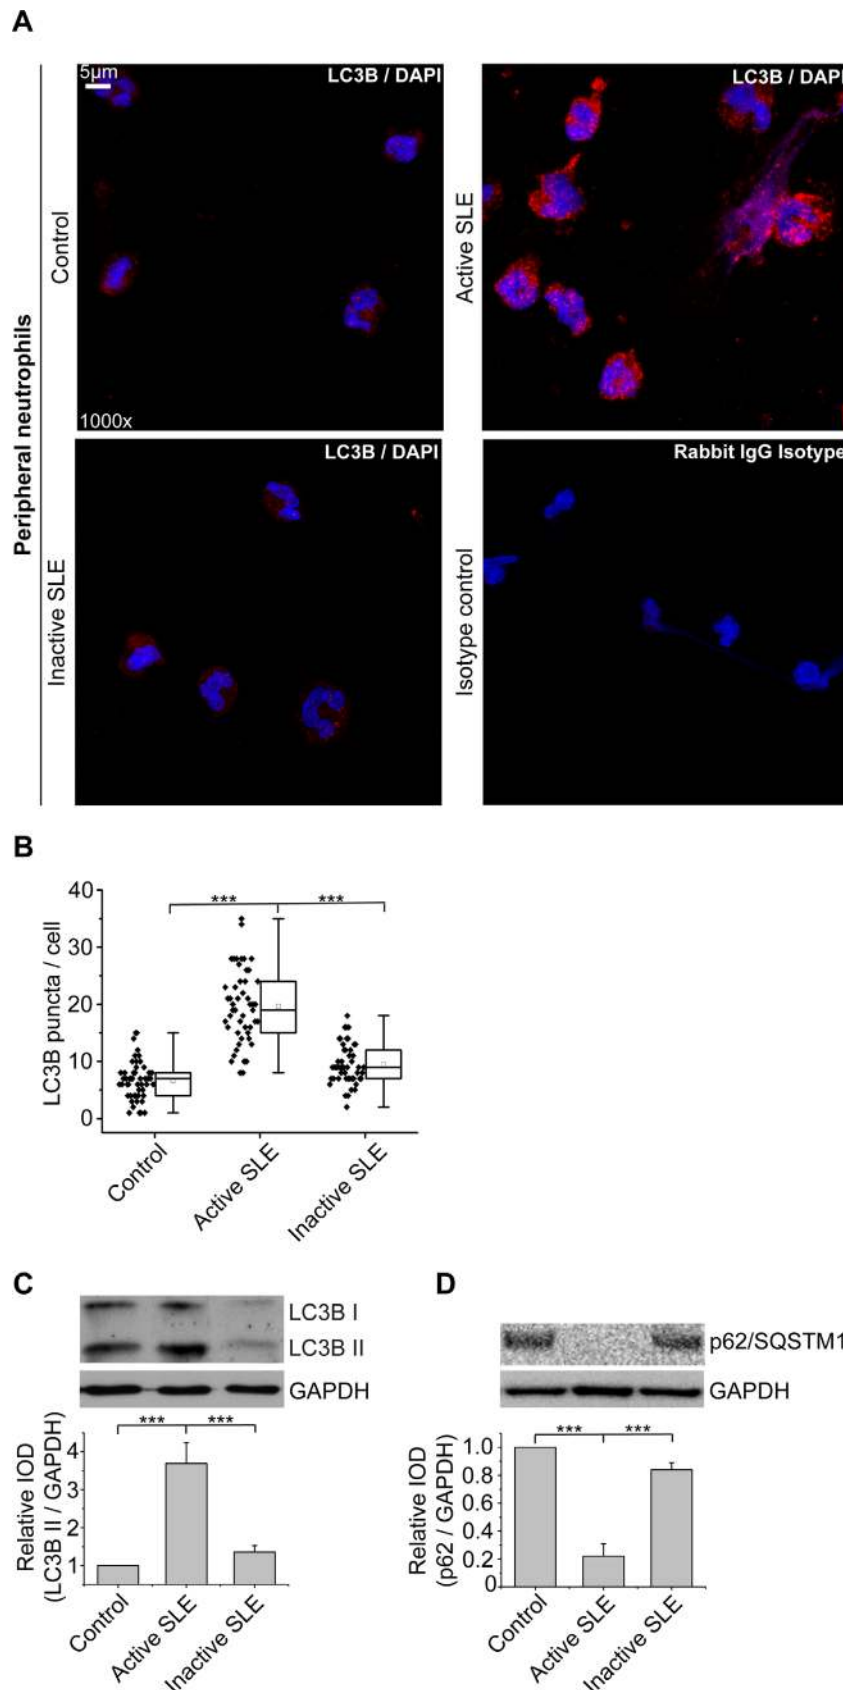 A
Peripheral neutrophils
Control
5μm
LC3B / DAPI
1000x
Active SLE
LC3B / DAPI
Inactive SLE
LC3B / DAPI
Isotype control
Rabbit IgG Isotype
B
LC3B puncta / cell
40
30
20
10
0
***
***
Control
Active SLE
Inactive SLE
C
LC3B I
LC3B II
GAPDH
Relative IOD
(LC3B II / GAPDH)
4
3
2
1
***
***
Control
Active SLE
Inactive SLE
D
p62/SQSTM1
GAPDH
Relative IOD
(p62 / GAPDH)
1.0
0.8
0.6
0.4
0.2
0
***
***
Control
Active SLE
Inactive SLE